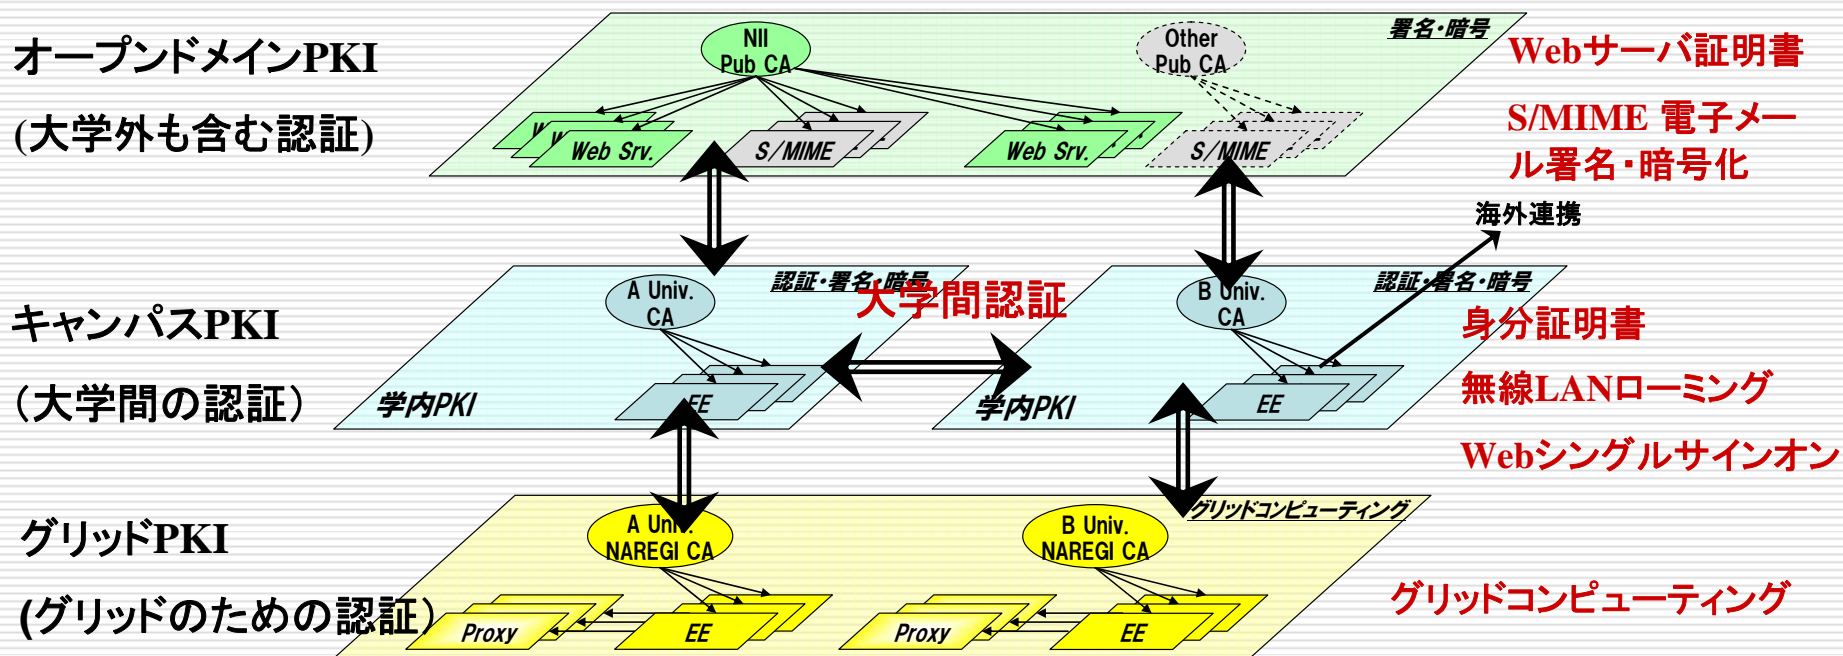 署名・暗号
オープンドメインPKI
(大学外も含む認証)
NII
Pub CA
Other
Pub CA
W
W
Web Srv.
S/MIME
Web Srv.
S/MIME
Webサーバ証明書
S/MIME 電子メー
ル署名・暗号化
海外連携
キャンパスPKI
(大学間の認証)
認証・署名・暗号
A Univ.
CA
EE
学内PKI
大学間認証
認証・署名・暗号
B Univ.
CA
EE
学内PKI
身分証明書
無線LANローミング
Webシングルサインオン
グリッドPKI
(グリッドのための認証)
グリッドコンピューティング
A Univ.
NAREGI CA
Proxy
EE
B Univ.
NAREGI CA
Proxy
EE
グリッドコンピューティング